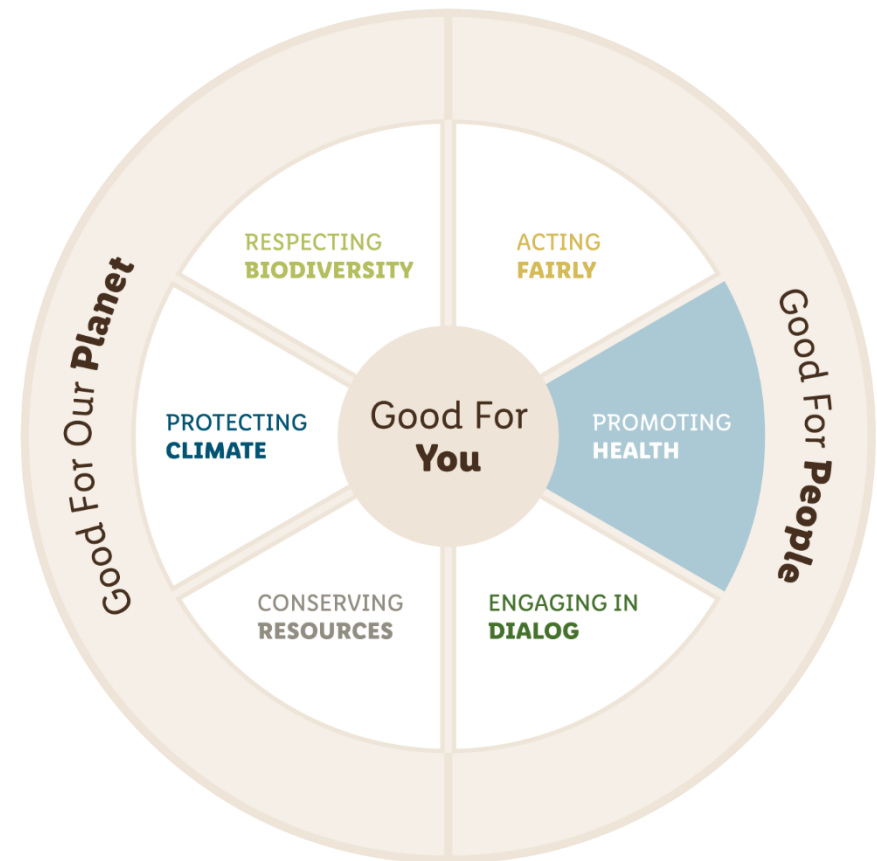 RESPECTING
BIODIVERSITY
ACTING
FAIRLY
Good For Our Planet
PROTECTING
CLIMATE
Good For
You
PROMOTING
HEALTH
Good For People
CONSERVING
RESOURCES
ENGAGING IN
DIALOG